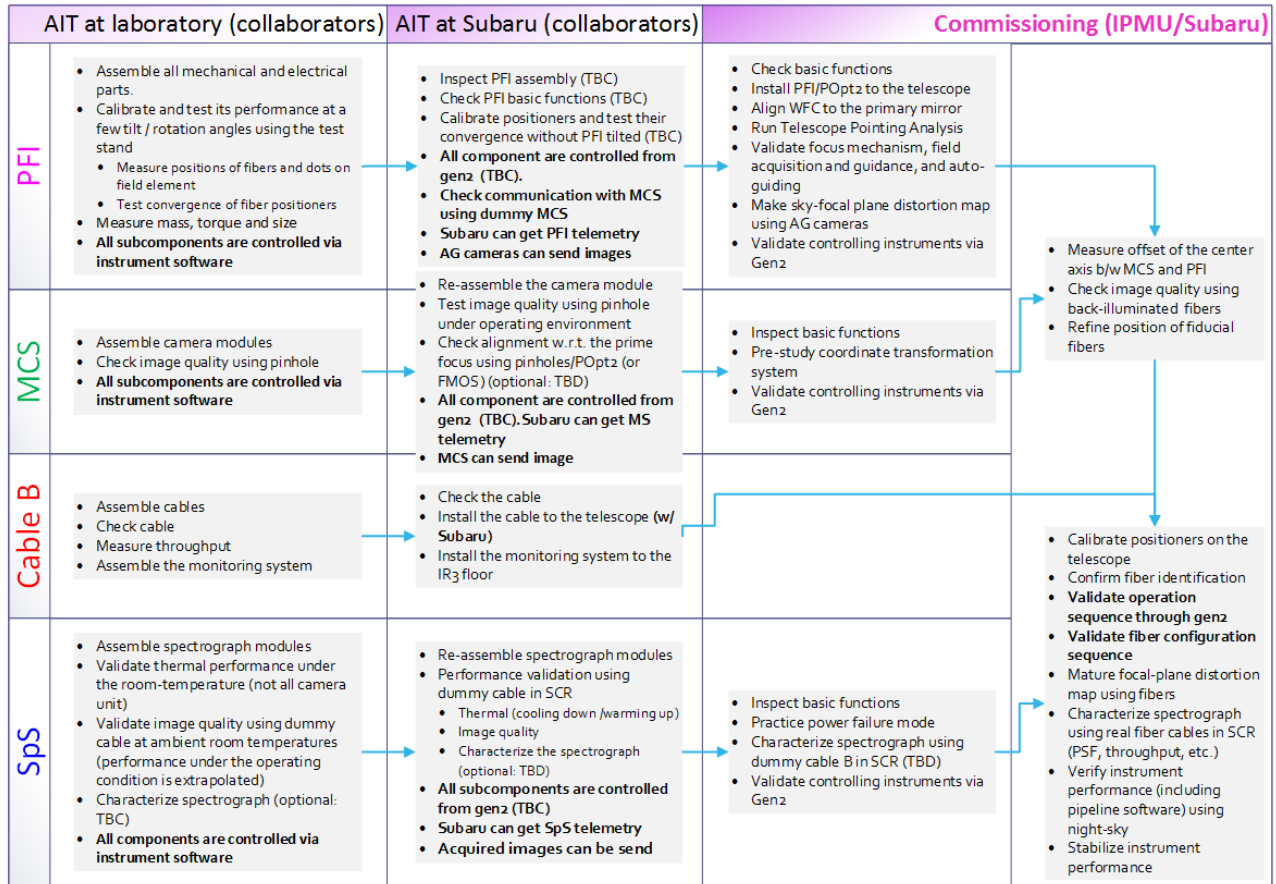 AIT at laboratory (collaborators)
AIT at Subaru (collaborators)
Commissioning (IPMU/Subaru)
PFI
• Assemble all mechanical and electrical
parts.
• Calibrate and test its performance at a
few tilt / rotation angles using the test
stand
• Measure positions of fibers and dots on
field element
• Test convergence of fiber positioners
• Measure mass, torque and size
• All subcomponents are controlled via
instrument software
• Inspect PFI assembly (TBC)
• Check PFI basic functions (TBC)
• Calibrate positioners and test their
convergence without PFI tilted (TBC)
• All component are controlled from
gen2 (TBC).
• Check communication with MCS
using dummy MCS
• Subaru can get PFI telemetry
• AG cameras can send images
• Check basic functions
• Install PFI/POpt2 to the telescope
• Align WFC to the primary mirror
• Run Telescope Pointing Analysis
• Validate focus mechanism, field
acquisition and guidance, and auto-
guiding
• Make sky-focal plane distortion map
using AG cameras
• Validate controlling instruments via
Gen2
• Measure offset of the center
axis b/w MCS and PFI
• Check image quality using
back-illuminated fibers
• Refine position of fiducial
fibers
MCS
• Assemble camera modules
• Check image quality using pinhole
• All subcomponents are controlled via
instrument software
• Re-assemble the camera module
• Test image quality using pinhole
under operating environment
• Check alignment w.r.t. the prime
focus using pinholes/POpt2 (or
FMOS) (optional: TBD)
• All component are controlled from
gen2 (TBC). Subaru can get MS
telemetry
• MCS can send image
• Inspect basic functions
• Pre-study coordinate transformation
system
• Validate controlling instruments via
Gen2
Cable B
• Assemble cables
• Check cable
• Measure throughput
• Assemble the monitoring system
• Check the cable
• Install the cable to the telescope (w/
Subaru)
• Install the monitoring system to the
IR3 floor
• Calibrate positioners on the
telescope
• Confirm fiber identification
• Validate operation
sequence through gen2
• Validate fiber configuration
sequence
• Mature focal-plane distortion
map using fibers
• Characterize spectrograph
using real fiber cables in SCR
(PSF, throughput, etc.)
• Verify instrument
performance (including
pipeline software) using
night-sky
• Stabilize instrument
performance
SpS
• Assemble spectrograph modules
• Validate thermal performance under
the room-temperature (not all camera
unit)
• Validate image quality using dummy
cable at ambient room temperatures
(performance under the operating
condition is extrapolated)
• Characterize spectrograph (optional:
TBC)
• All components are controlled via
instrument software
• Re-assemble spectrograph modules
• Performance validation using
dummy cable in SCR
• Thermal (cooling down /warming up)
• Image quality
• Characterize the spectrograph
(optional: TBD)
• All subcomponents are controlled
from gen2 (TBC)
• Subaru can get SpS telemetry
• Acquired images can be send
• Inspect basic functions
• Practice power failure mode
• Characterize spectrograph using
dummy cable B in SCR (TBD)
• Validate controlling instruments via
Gen2